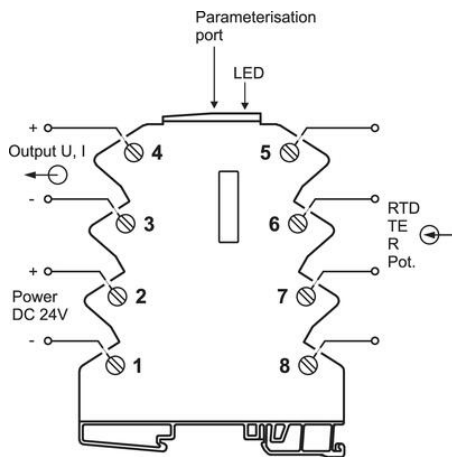 Parameterisation
port
LED
+
4
5
Output U, I
-
3
6
RTD
TE
R
Pot.
+
2
7
Power
DC 24V
-
1
8